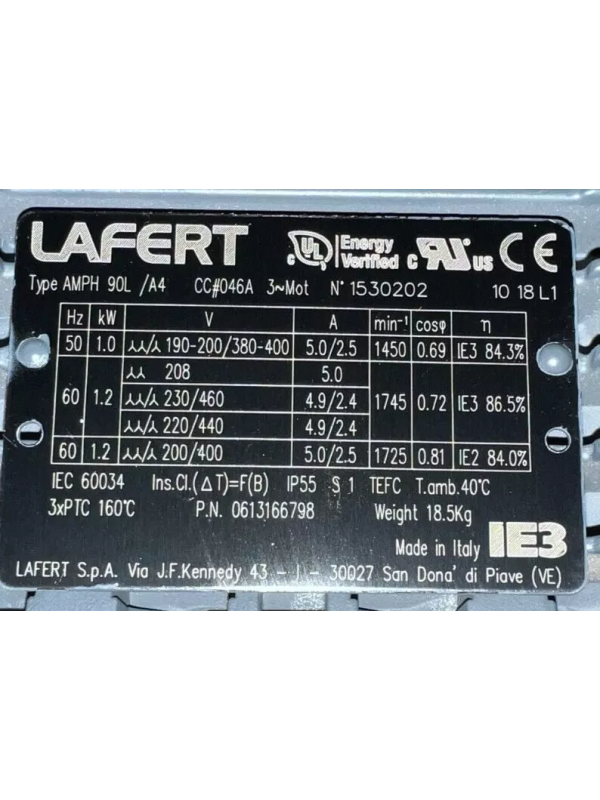 LAFERT c UL Energy Verified c RU US CE
Type AMPH 90L /A4 CC#046A 3~Mot N° 1530202 10 18 L1
Hz kW V A min⁻¹ cosφ η
50 1.0 ⅄⅄/⅄ 190-200/380-400 5.0/2.5 1450 0.69 IE3 84.3%
⅄⅄ 208 5.0
60 1.2 ⅄⅄/⅄ 230/460 4.9/2.4 1745 0.72 IE3 86.5%
⅄⅄/⅄ 220/440 4.9/2.4
60 1.2 ⅄⅄/⅄ 200/400 5.0/2.5 1725 0.81 IE2 84.0%
IEC 60034 Ins.Cl.(ΔT)=F(B) IP55 S 1 TEFC T.amb.40°C
3xPTC 160°C P.N. 0613166798 Weight 18.5Kg
Made in Italy IE3
LAFERT S.p.A. Via J.F.Kennedy 43 - I - 30027 San Dona' di Piave (VE)